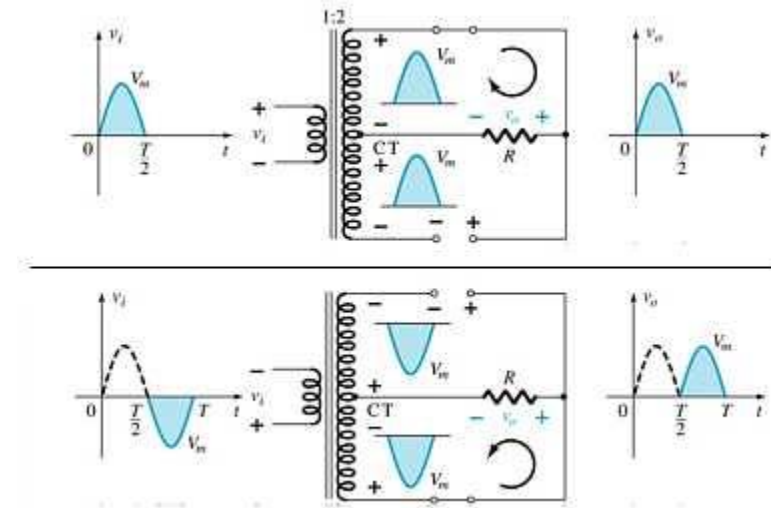 1:2
v_i
V_m
0
T/2
t
+
v_i
−
+
V_m
−
CT
+
V_m
−
− +
− v_o +
R
v_o
V_m
0
T/2
t
v_i
0
T/2
T
t
V_m
−
v_i
+
−
− +
V_m
+
CT
−
V_m
+
R
− v_o +
v_o
V_m
0
T/2
T
t